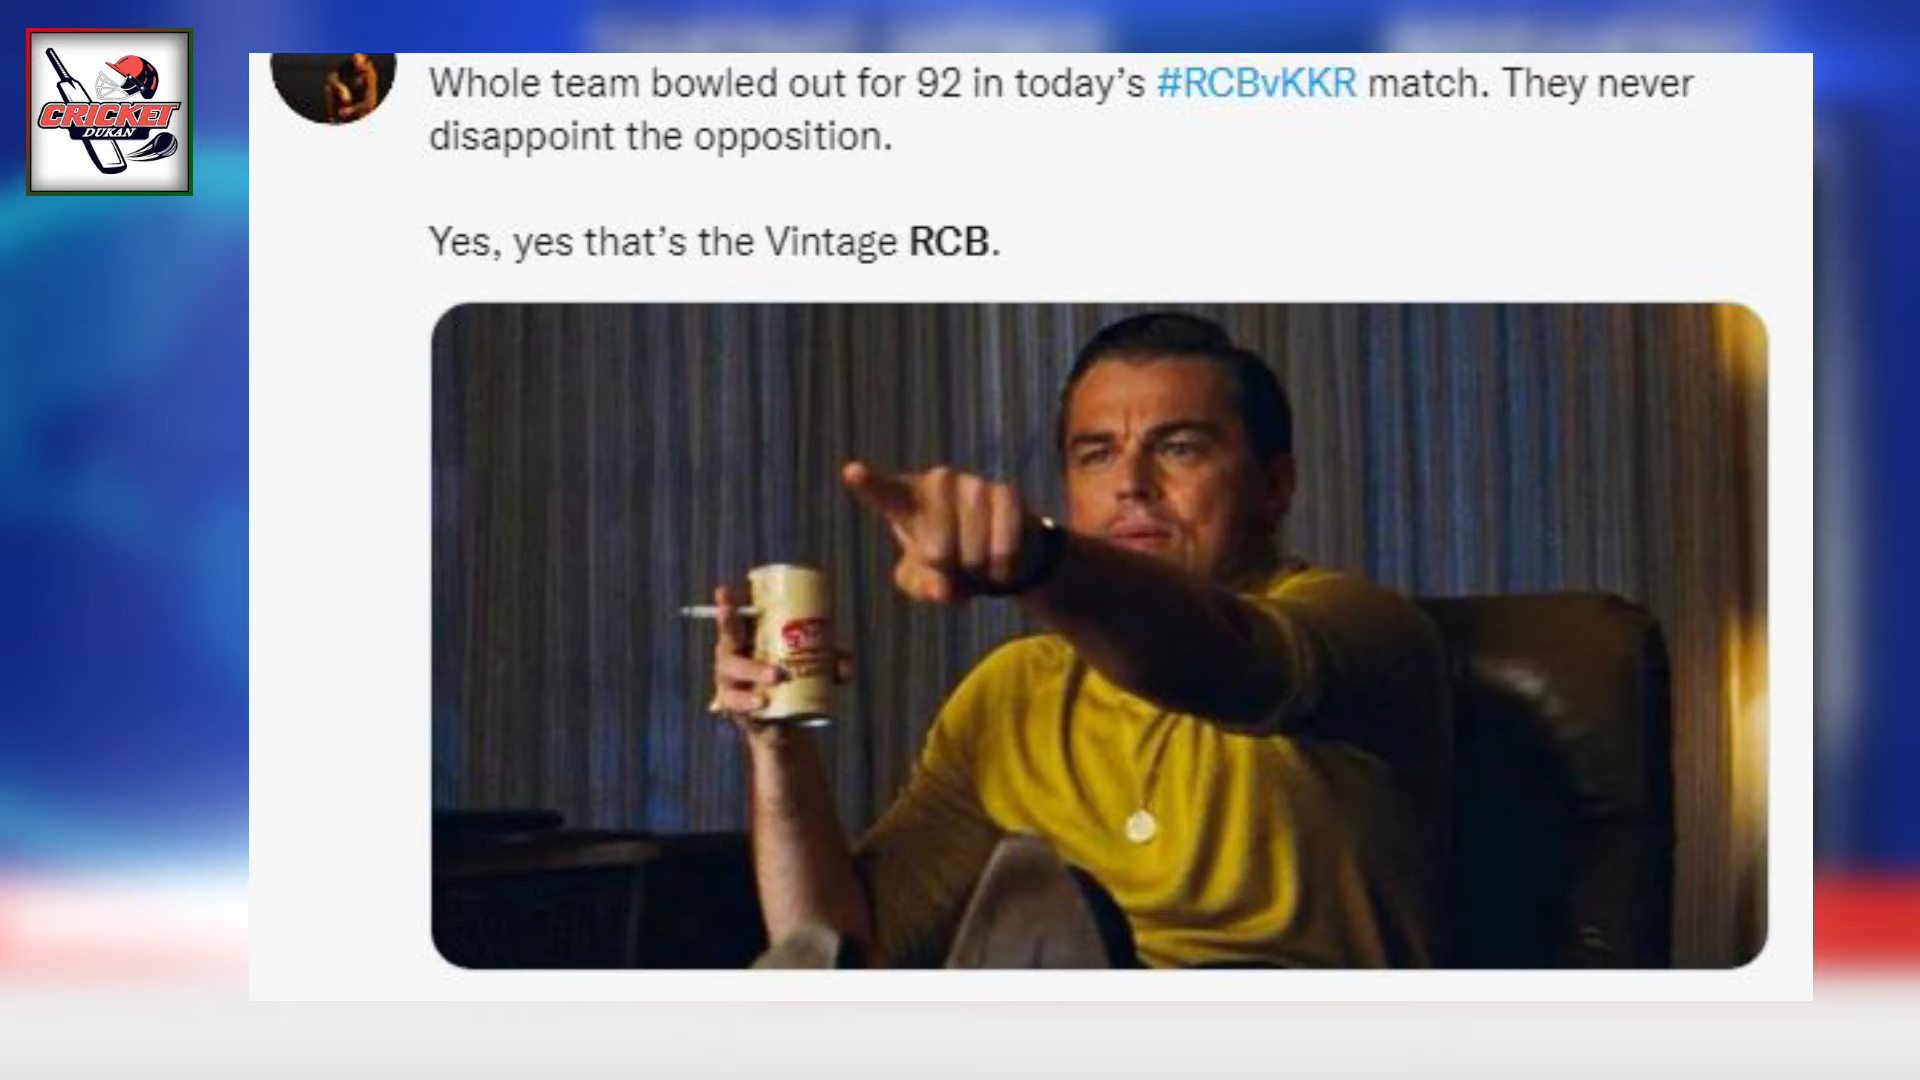 CRICKET
DUKAN
Whole team bowled out for 92 in today’s #RCBvKKR match. They never
disappoint the opposition.
Yes, yes that’s the Vintage RCB.